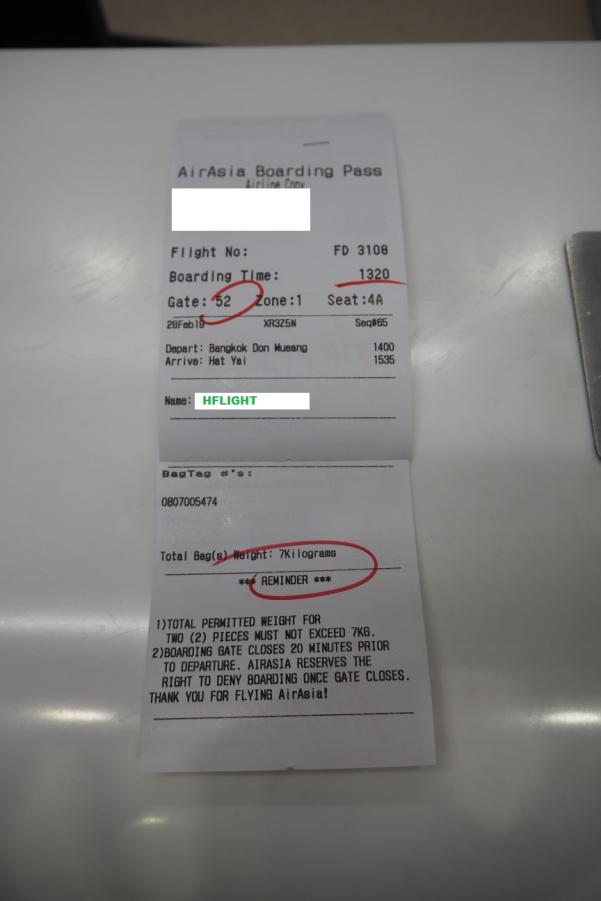 AirAsia Boarding Pass
Airline Copy
Flight No: FD 3108
Boarding Time: 1320
Gate: 52 Zone:1 Seat:4A
28Feb19 XR3Z5N Seq#65
Depart: Bangkok Don Mueang 1400
Arrive: Hat Yai 1535
Name: HFLIGHT
BagTag #'s:
0807005474
Total Bag(s) Weight: 7Kilograms
*** REMINDER ***
1)TOTAL PERMITTED WEIGHT FOR
TWO (2) PIECES MUST NOT EXCEED 7KG.
2)BOARDING GATE CLOSES 20 MINUTES PRIOR
TO DEPARTURE. AIRASIA RESERVES THE
RIGHT TO DENY BOARDING ONCE GATE CLOSES.
THANK YOU FOR FLYING AirAsia!